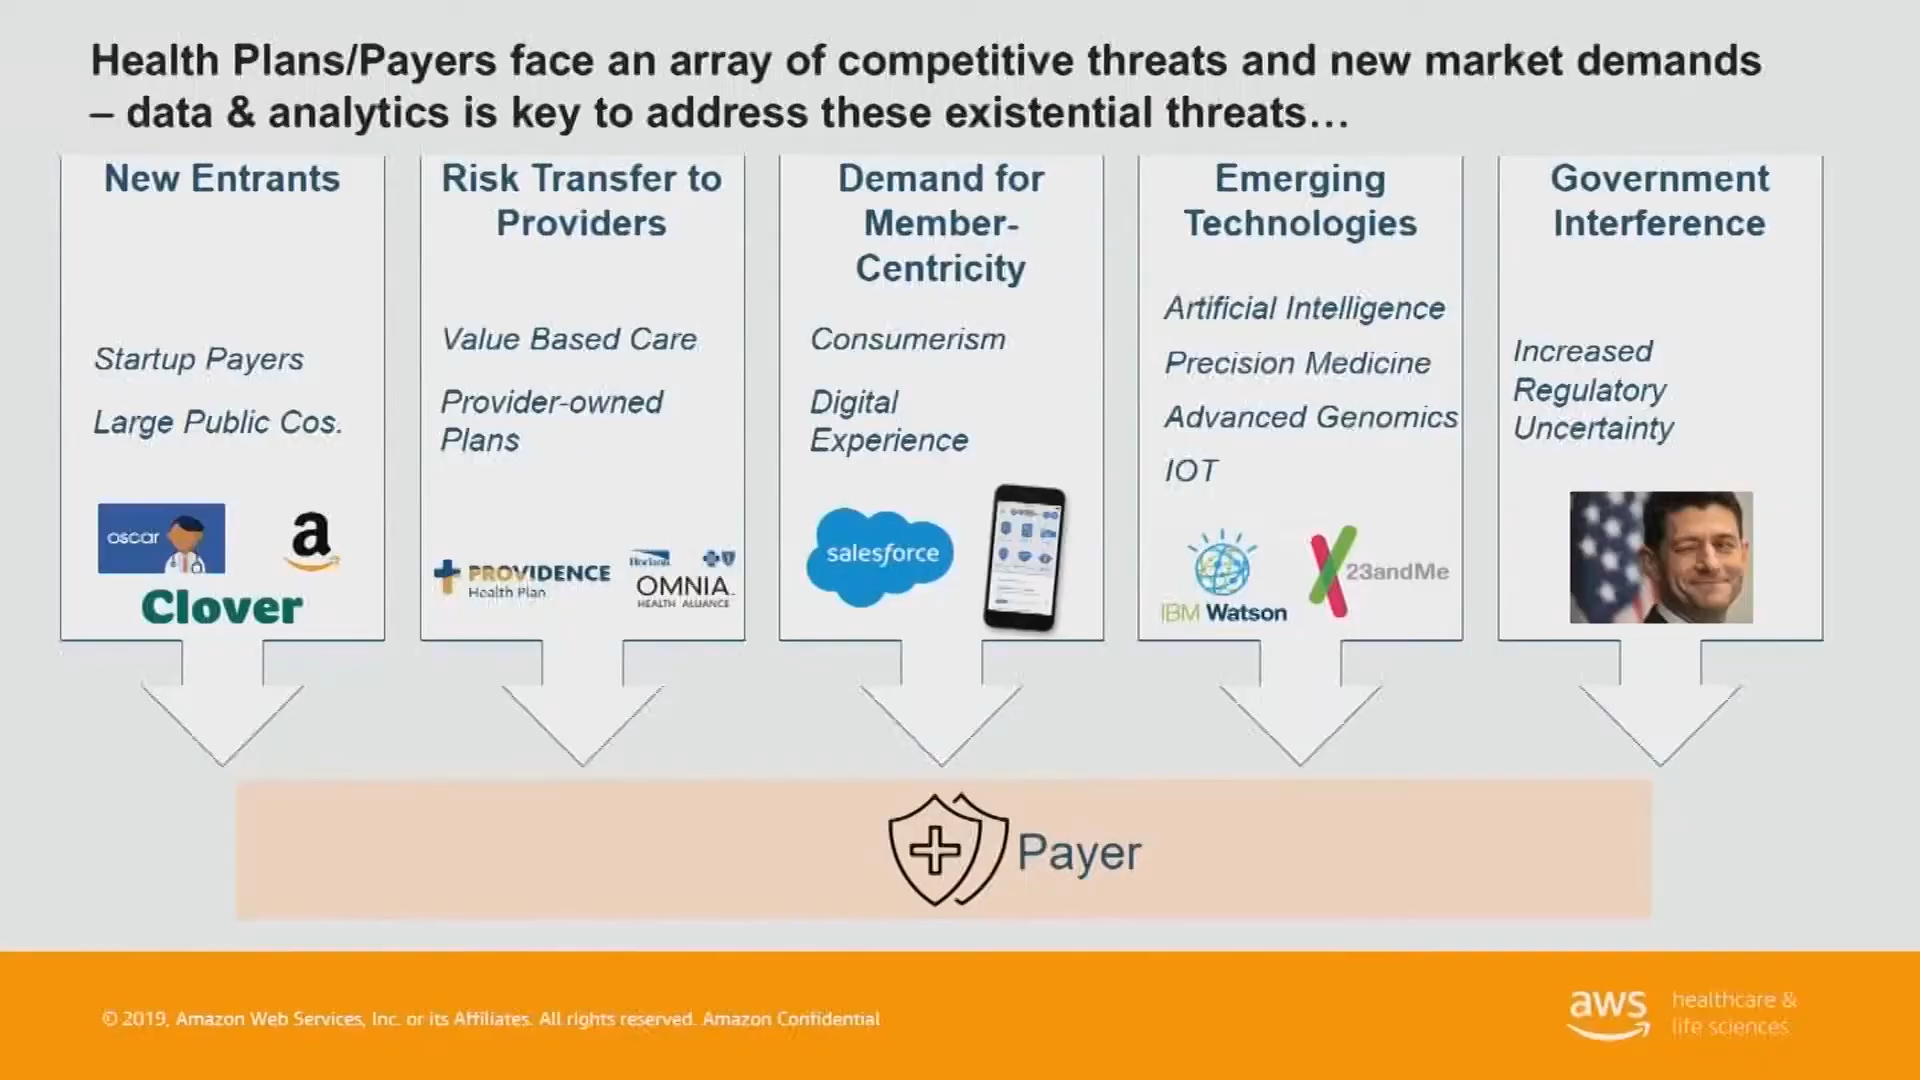 Health Plans/Payers face an array of competitive threats and new market demands
– data & analytics is key to address these existential threats…
New Entrants
Startup Payers
Large Public Cos.
oscar
a
Clover
Risk Transfer to
Providers
Value Based Care
Provider-owned
Plans
PROVIDENCE
Health Plan
Horizon
OMNIA
HEALTH ALLIANCE
Demand for
Member-
Centricity
Consumerism
Digital
Experience
salesforce
Emerging
Technologies
Artificial Intelligence
Precision Medicine
Advanced Genomics
IOT
IBM Watson
23andMe
Government
Interference
Increased
Regulatory
Uncertainty
Payer
© 2019, Amazon Web Services, Inc. or its Affiliates. All rights reserved. Amazon Confidential
aws
healthcare &
life sciences